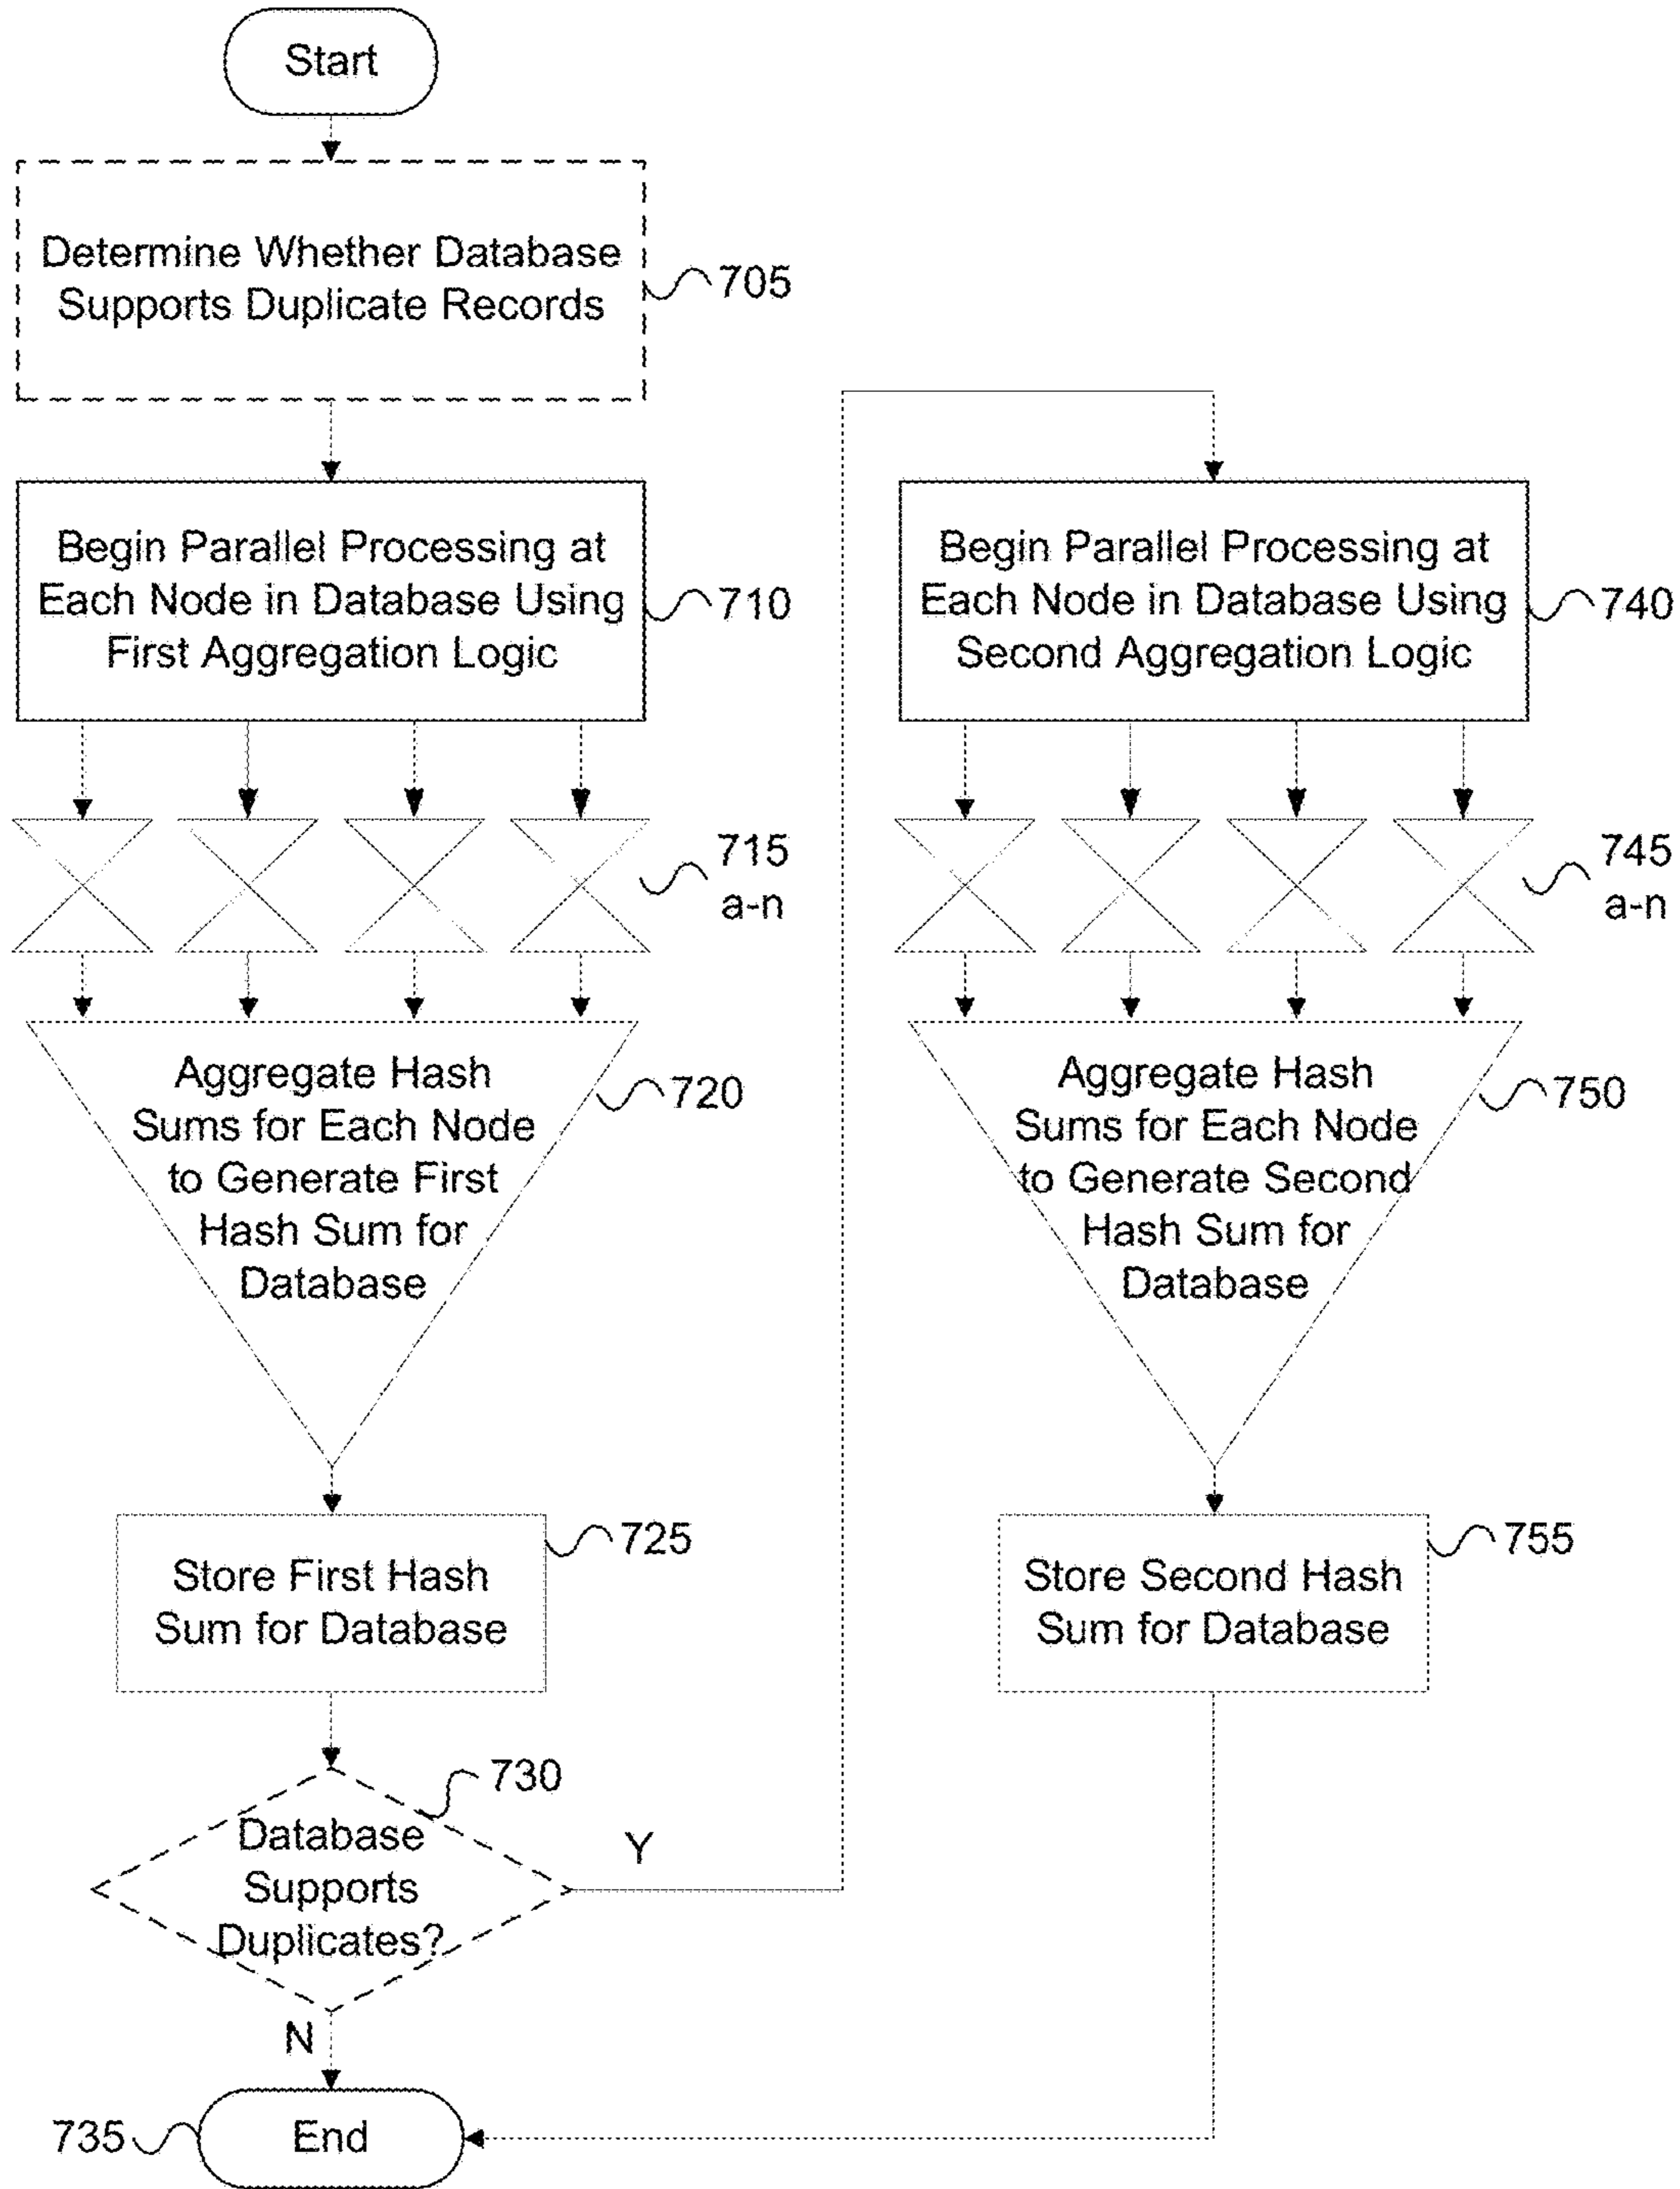 Start
Determine Whether Database
Supports Duplicate Records
705
Begin Parallel Processing at
Each Node in Database Using
First Aggregation Logic
710
715
a-n
Aggregate Hash
Sums for Each Node
to Generate First
Hash Sum for
Database
720
Store First Hash
Sum for Database
725
Database
Supports
Duplicates?
730
Y
N
End
735
Begin Parallel Processing at
Each Node in Database Using
Second Aggregation Logic
740
745
a-n
Aggregate Hash
Sums for Each Node
to Generate Second
Hash Sum for
Database
750
Store Second Hash
Sum for Database
755